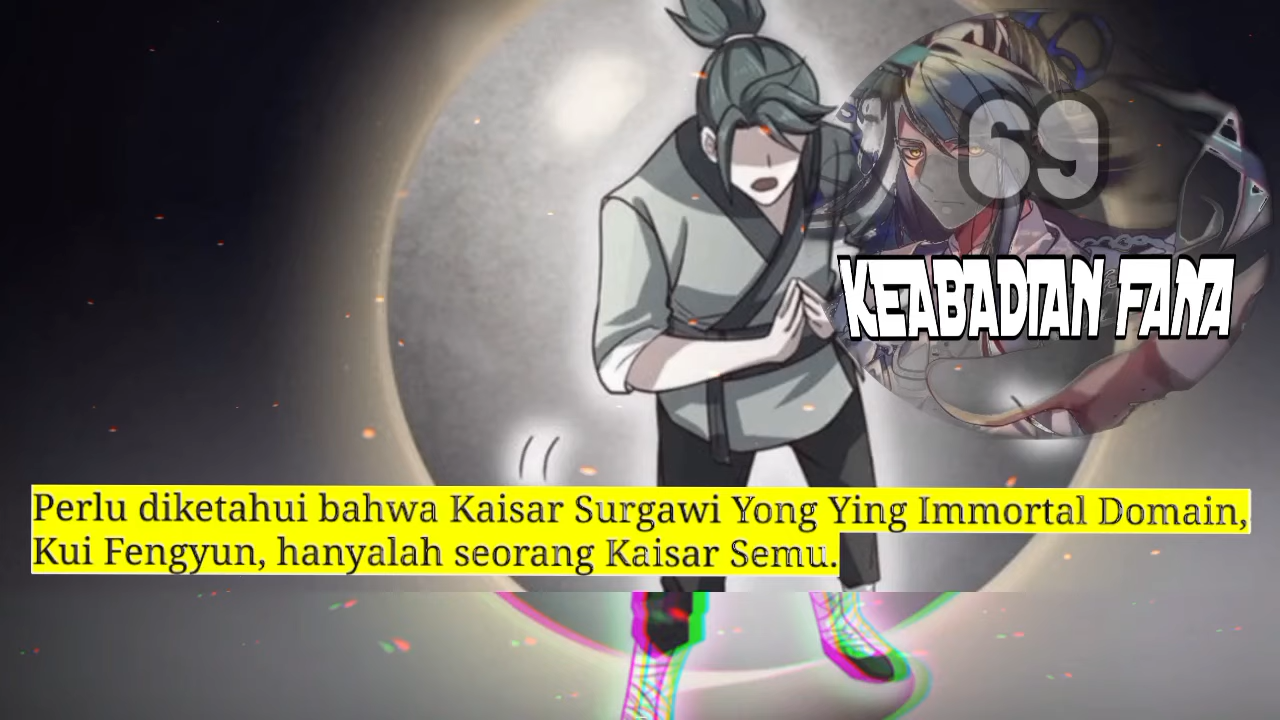 69
KEABADIAN FANA
Perlu diketahui bahwa Kaisar Surgawi Yong Ying Immortal Domain,
Kui Fengyun, hanyalah seorang Kaisar Semu.